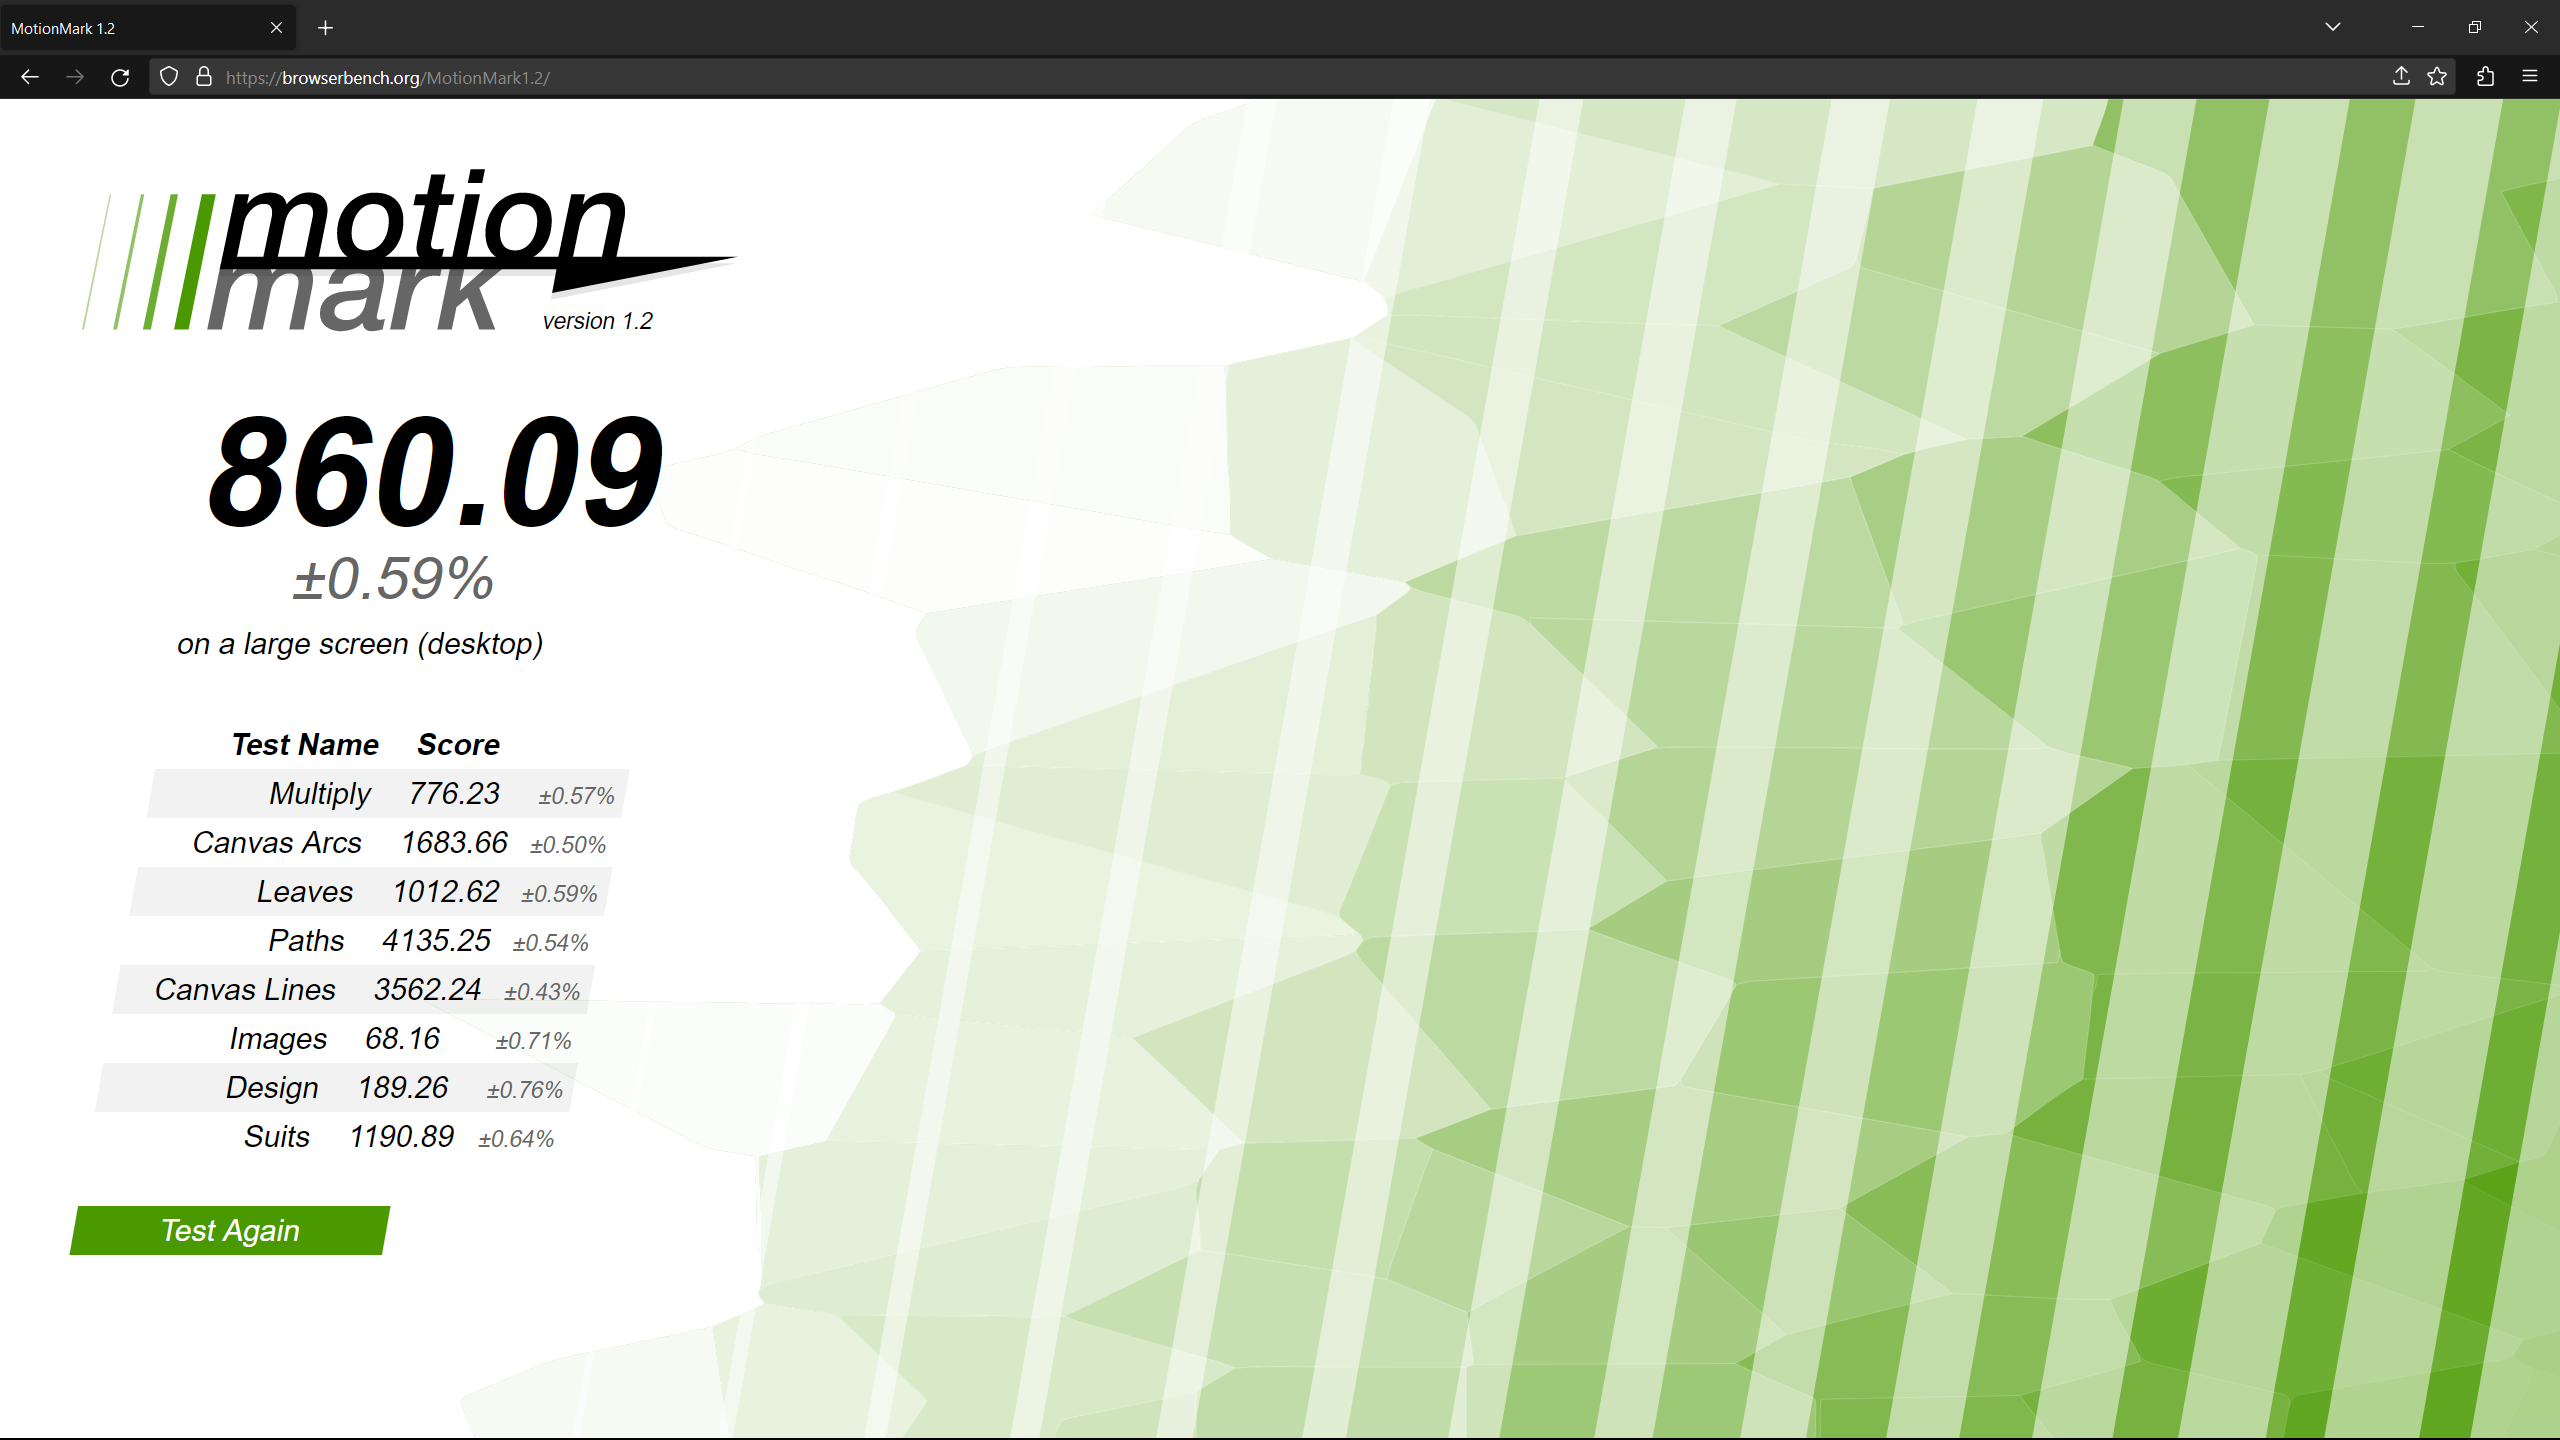 MotionMark 1.2
https://browserbench.org/MotionMark1.2/
motion
mark
version 1.2
860.09
±0.59%
on a large screen (desktop)
Test Name Score
Multiply 776.23 ±0.57%
Canvas Arcs 1683.66 ±0.50%
Leaves 1012.62 ±0.59%
Paths 4135.25 ±0.54%
Canvas Lines 3562.24 ±0.43%
Images 68.16 ±0.71%
Design 189.26 ±0.76%
Suits 1190.89 ±0.64%
Test Again